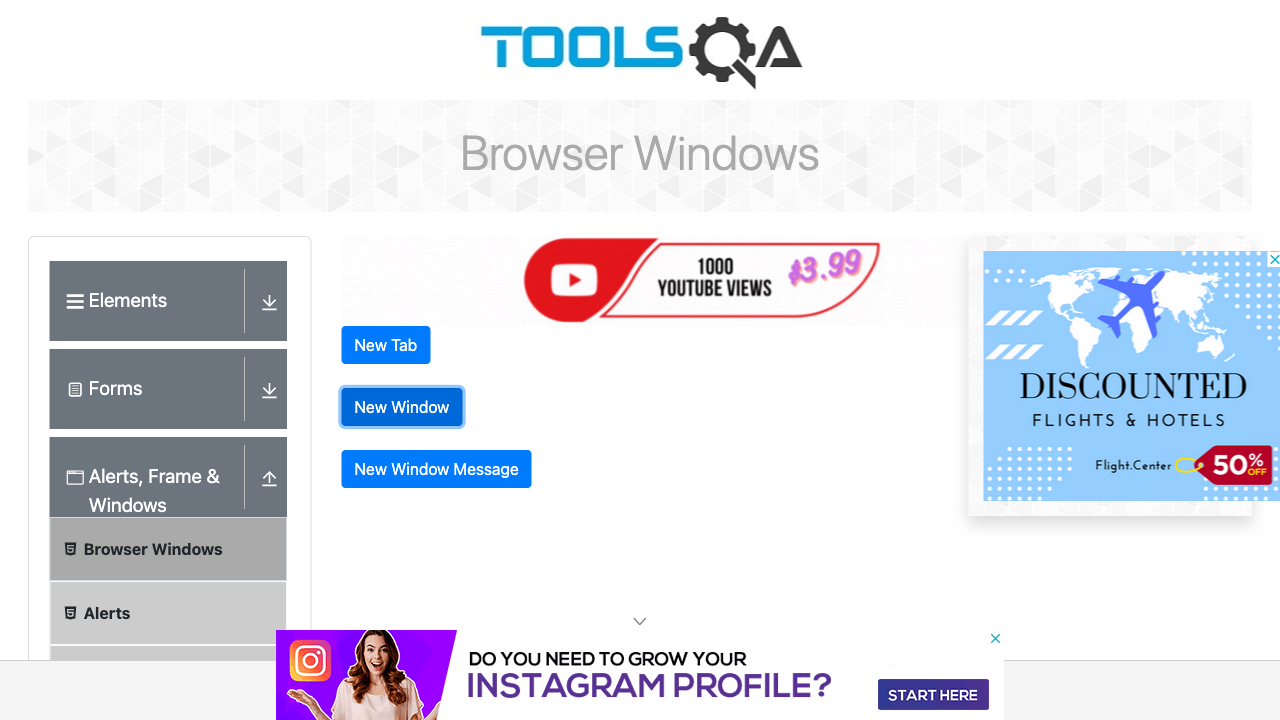 TOOLSQA
Browser Windows
Elements
Forms
Alerts, Frame &
Windows
Browser Windows
Alerts
1000
YOUTUBE VIEWS
$3.99
New Tab
New Window
New Window Message
DISCOUNTED
FLIGHTS & HOTELS
Flight.Center
50% OFF
DO YOU NEED TO GROW YOUR
INSTAGRAM PROFILE?
START HERE